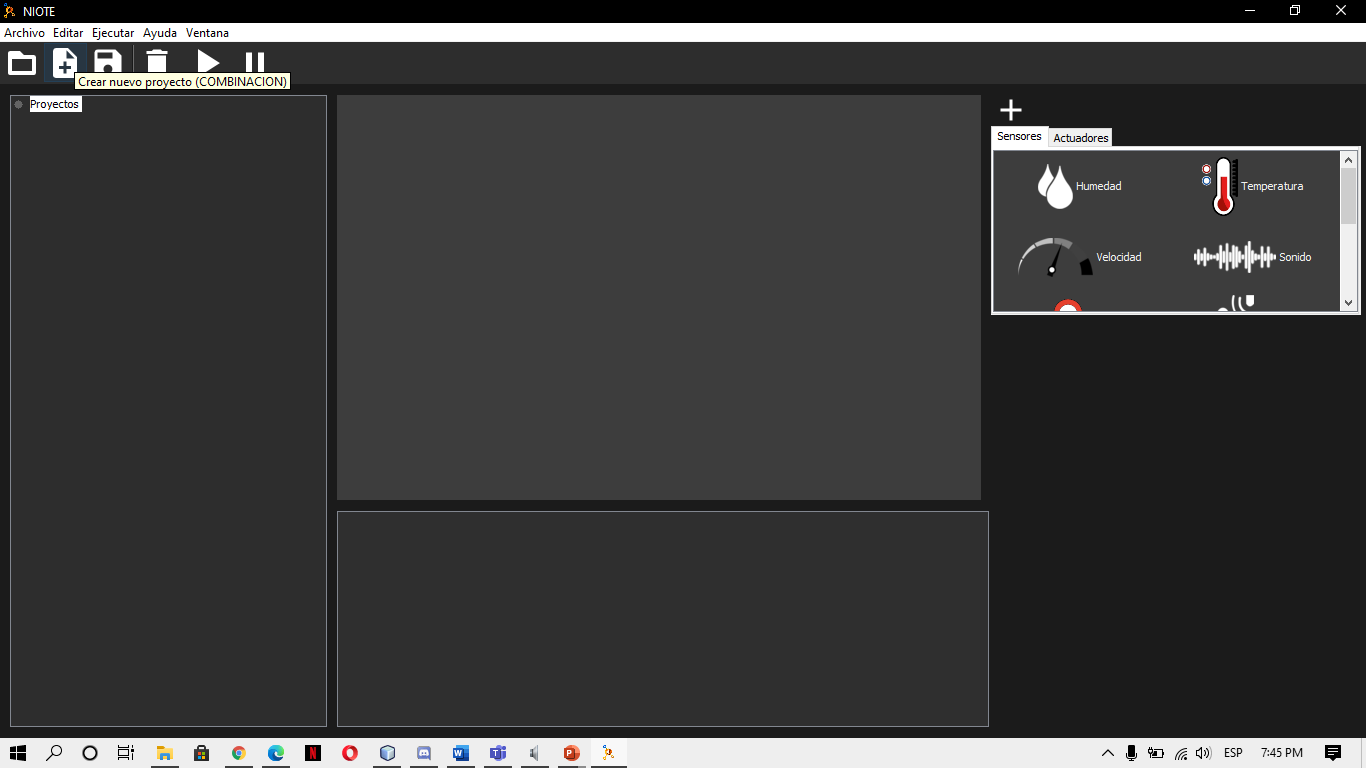 NIOTE
Archivo Editar Ejecutar Ayuda Ventana
Crear nuevo proyecto (COMBINACION)
Proyectos
Sensores Actuadores
Humedad Temperatura
Velocidad Sonido
ESP 7:45 PM